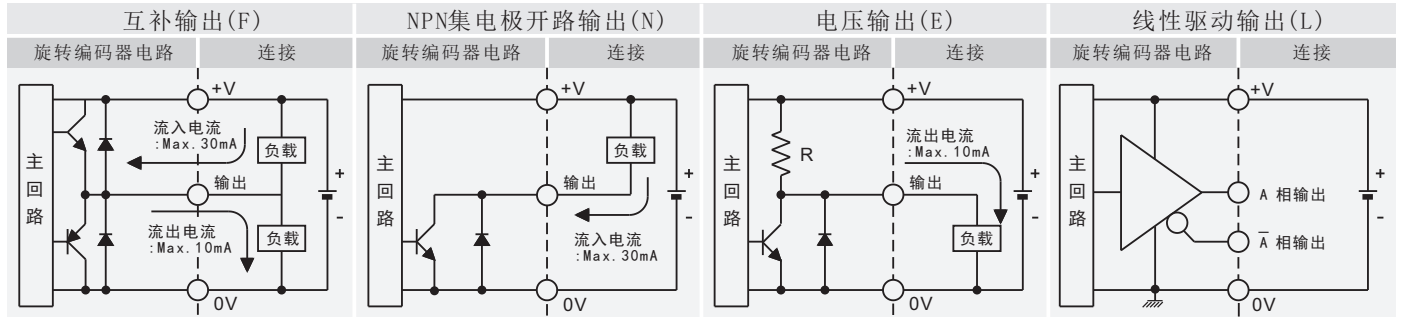 互补输出(F)
旋转编码器电路
连接
主回路
+V
流入电流
:Max.30mA
负载
输出
流出电流
:Max.10mA
负载
+
-
0V
NPN集电极开路输出(N)
旋转编码器电路
连接
主回路
+V
负载
输出
流入电流
:Max.30mA
+
-
0V
电压输出(E)
旋转编码器电路
连接
主回路
+V
R
流出电流
:Max.10mA
输出
负载
+
-
0V
线性驱动输出(L)
旋转编码器电路
连接
主回路
+V
A 相输出
A̅ 相输出
+
-
0V